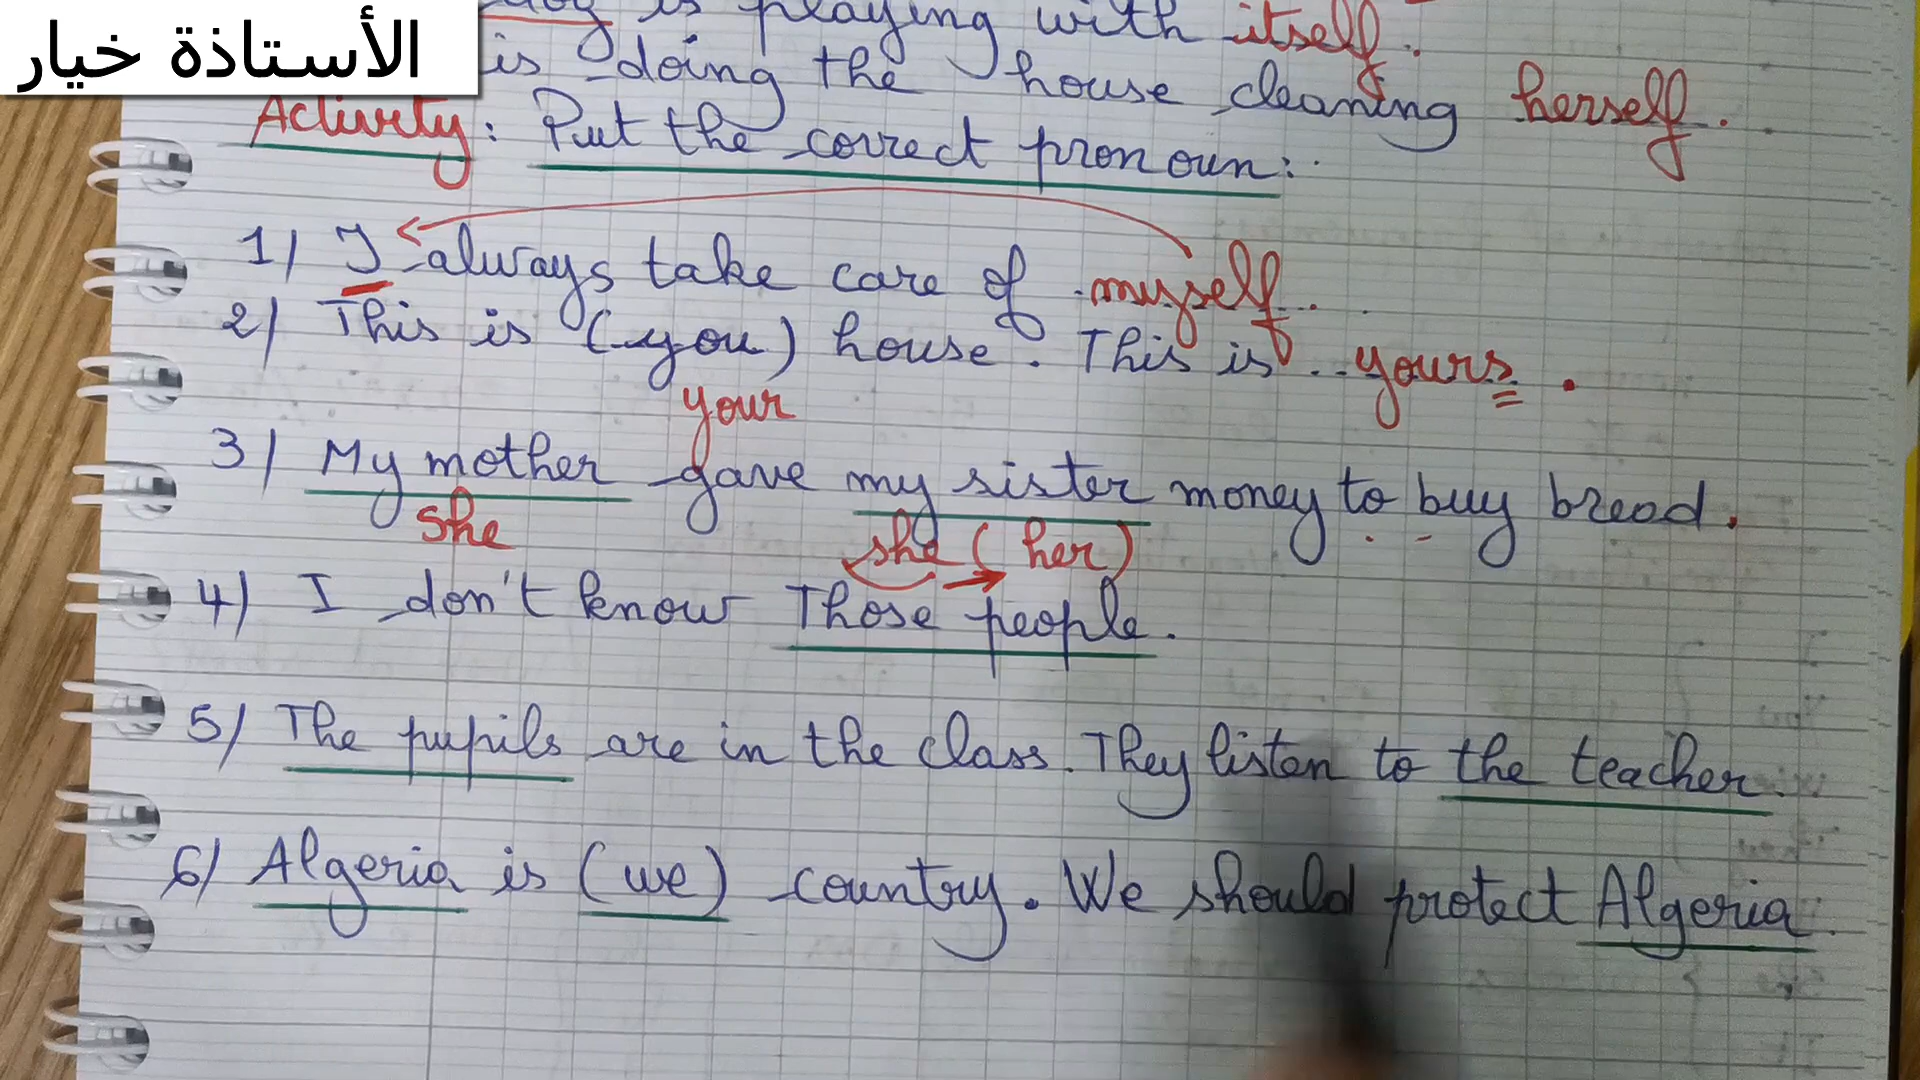 الأستاذة خيار
is playing with itself.
is doing the house cleaning herself.
Activity: Put the correct pronoun:
1/ I always take care of myself.
2/ This is (you) house. This is yours.
your
3/ My mother gave my sister money to buy bread.
she she (her)
4/ I don't know Those people.
5/ The pupils are in the class. They listen to the teacher.
6/ Algeria is (we) country. We should protect Algeria.